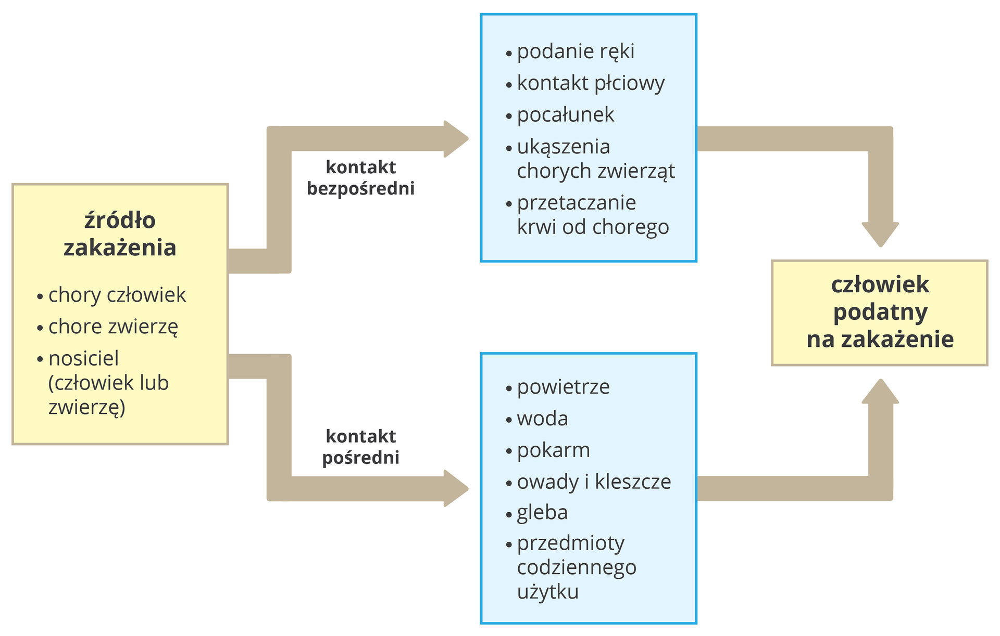 źródło
zakażenia
• chory człowiek
• chore zwierzę
• nosiciel
(człowiek lub
zwierzę)
kontakt
bezpośredni
• podanie ręki
• kontakt płciowy
• pocałunek
• ukąszenia
chorych zwierząt
• przetaczanie
krwi od chorego
kontakt
pośredni
• powietrze
• woda
• pokarm
• owady i kleszcze
• gleba
• przedmioty
codziennego
użytku
człowiek
podatny
na zakażenie